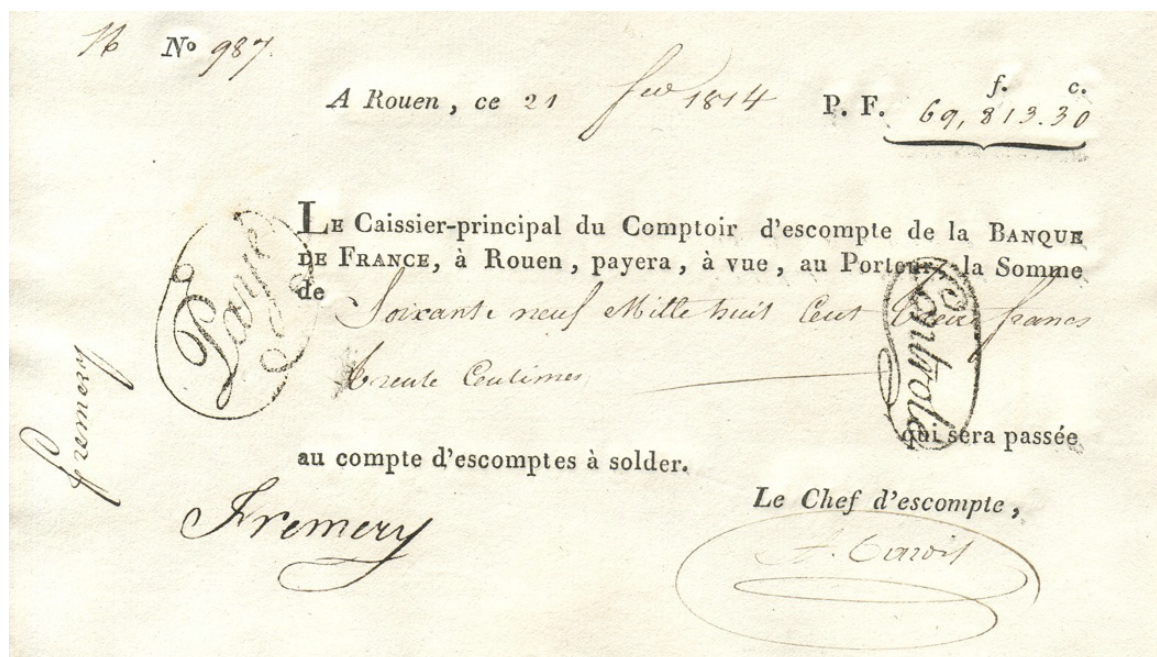 No 987.
A Rouen, ce 21 fev 1814 P. F. f. c. 69,813.30
LE Caissier-principal du Comptoir d'escompte de la BANQUE
DE FRANCE, à Rouen, payera, à vue, au Porteur, la Somme
de Soixante neuf Mille huit Cent treize francs
trente Centimes
qui sera passée
au compte d'escomptes à solder.
Le Chef d'escompte,
Fremery
Payé
Contrôlé
fremery